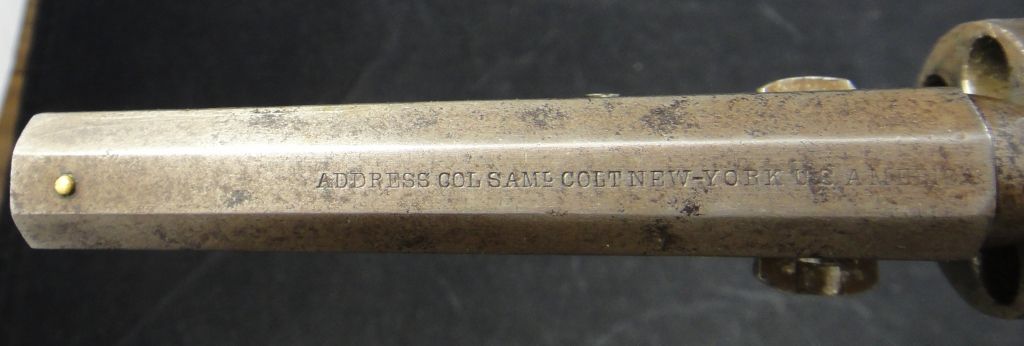 ADDRESS COL SAMᴸ COLT NEW-YORK U.S. AMERICA